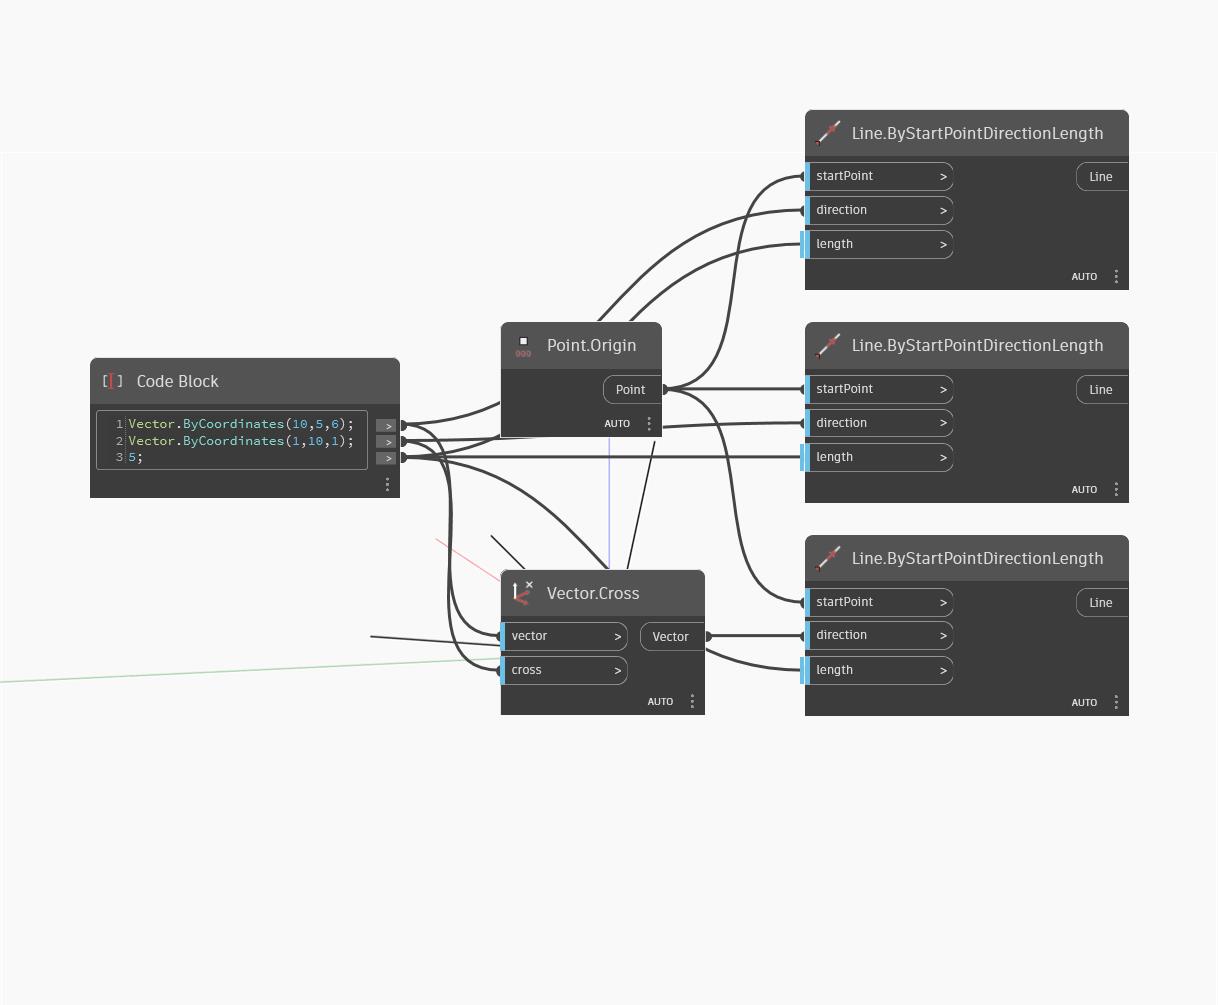 Line.ByStartPointDirectionLength
startPoint >
Line
direction >
length >
AUTO
Point.Origin
Point
AUTO
Line.ByStartPointDirectionLength
startPoint >
Line
direction >
length >
AUTO
Code Block
1 Vector.ByCoordinates(10,5,6); >
2 Vector.ByCoordinates(1,10,1); >
3 5; >
Vector.Cross
vector >
Vector
cross >
AUTO
Line.ByStartPointDirectionLength
startPoint >
Line
direction >
length >
AUTO